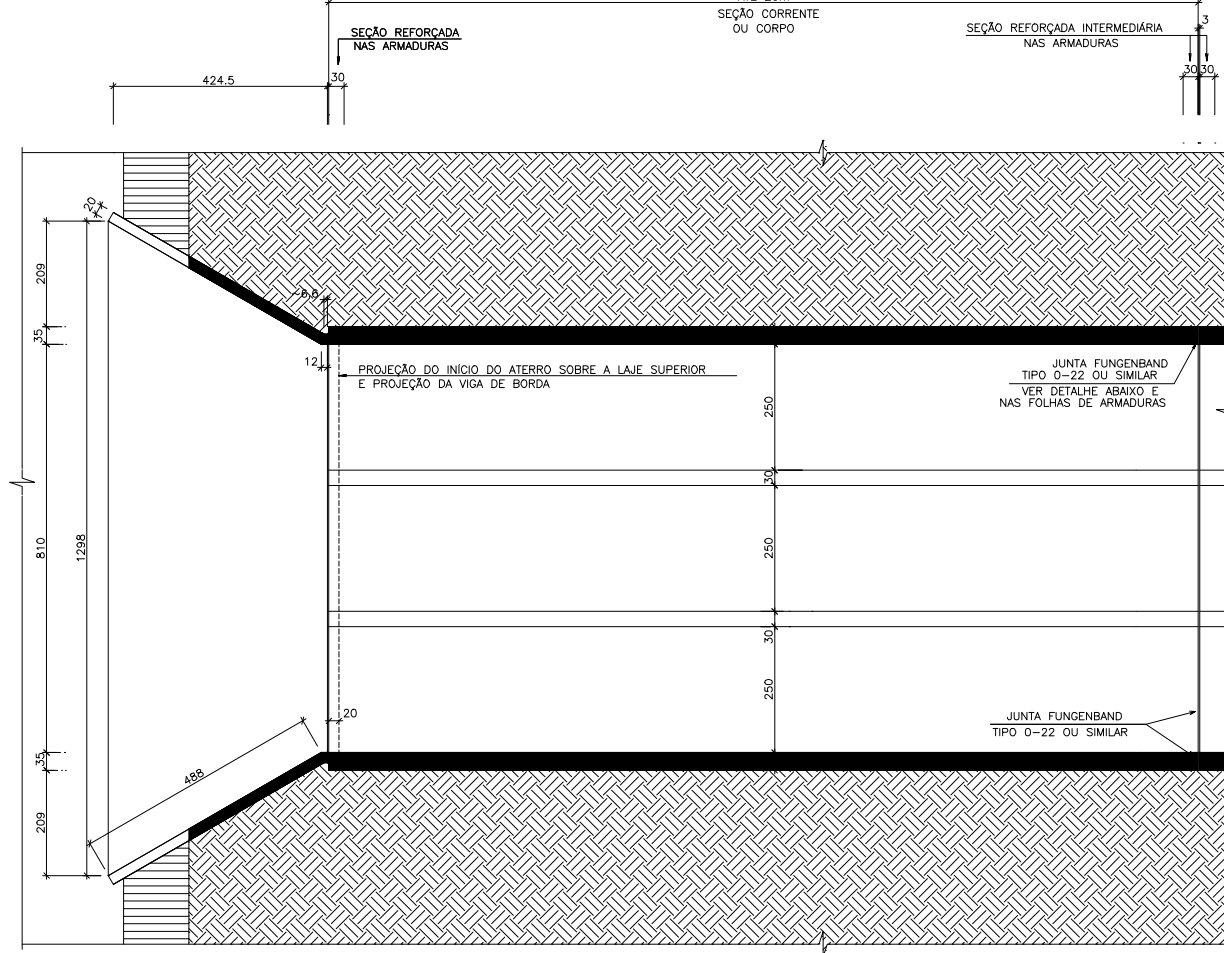 SEÇÃO CORRENTE
OU CORPO
3
SEÇÃO REFORÇADA
NAS ARMADURAS
SEÇÃO REFORÇADA INTERMEDIÁRIA
NAS ARMADURAS
424.5
30
30
30
20
209
~6,6
35
12
PROJEÇÃO DO INÍCIO DO ATERRO SOBRE A LAJE SUPERIOR
E PROJEÇÃO DA VIGA DE BORDA
JUNTA FUNGENBAND
TIPO O-22 OU SIMILAR
VER DETALHE ABAIXO E
NAS FOLHAS DE ARMADURAS
250
30
810
1298
250
30
250
20
JUNTA FUNGENBAND
TIPO O-22 OU SIMILAR
35
488
209